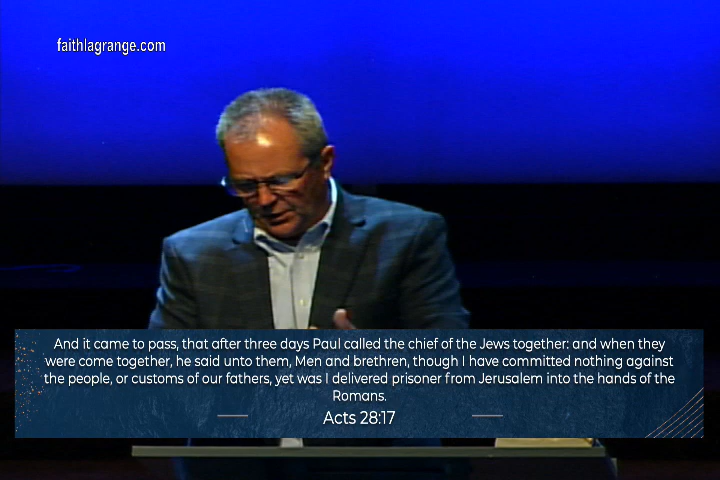 faithlagrange.com
And it came to pass, that after three days Paul called the chief of the Jews together: and when they
were come together, he said unto them, Men and brethren, though I have committed nothing against
the people, or customs of our fathers, yet was I delivered prisoner from Jerusalem into the hands of the
Romans.
Acts 28:17